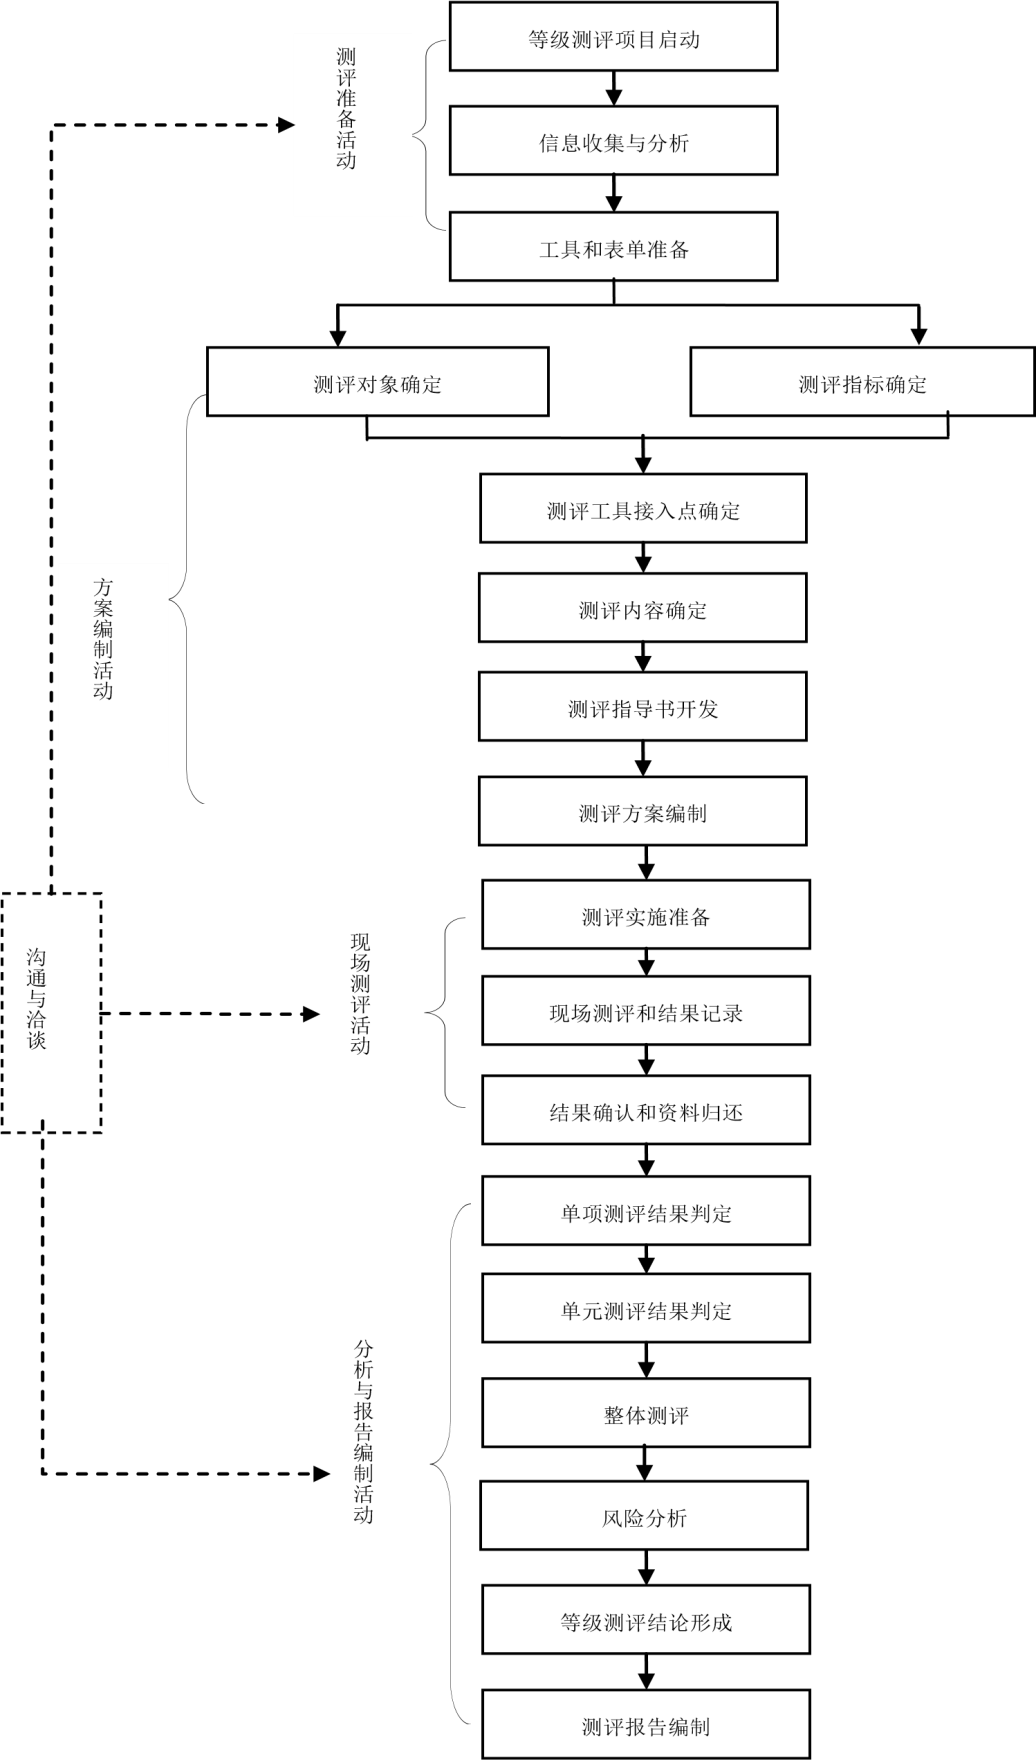 等级测评项目启动
测评准备活动
信息收集与分析
工具和表单准备
测评对象确定
测评指标确定
测评工具接入点确定
方案编制活动
测评内容确定
测评指导书开发
测评方案编制
沟通与洽谈
现场测评活动
测评实施准备
现场测评和结果记录
结果确认和资料归还
分析与报告编制活动
单项测评结果判定
单元测评结果判定
整体测评
风险分析
等级测评结论形成
测评报告编制